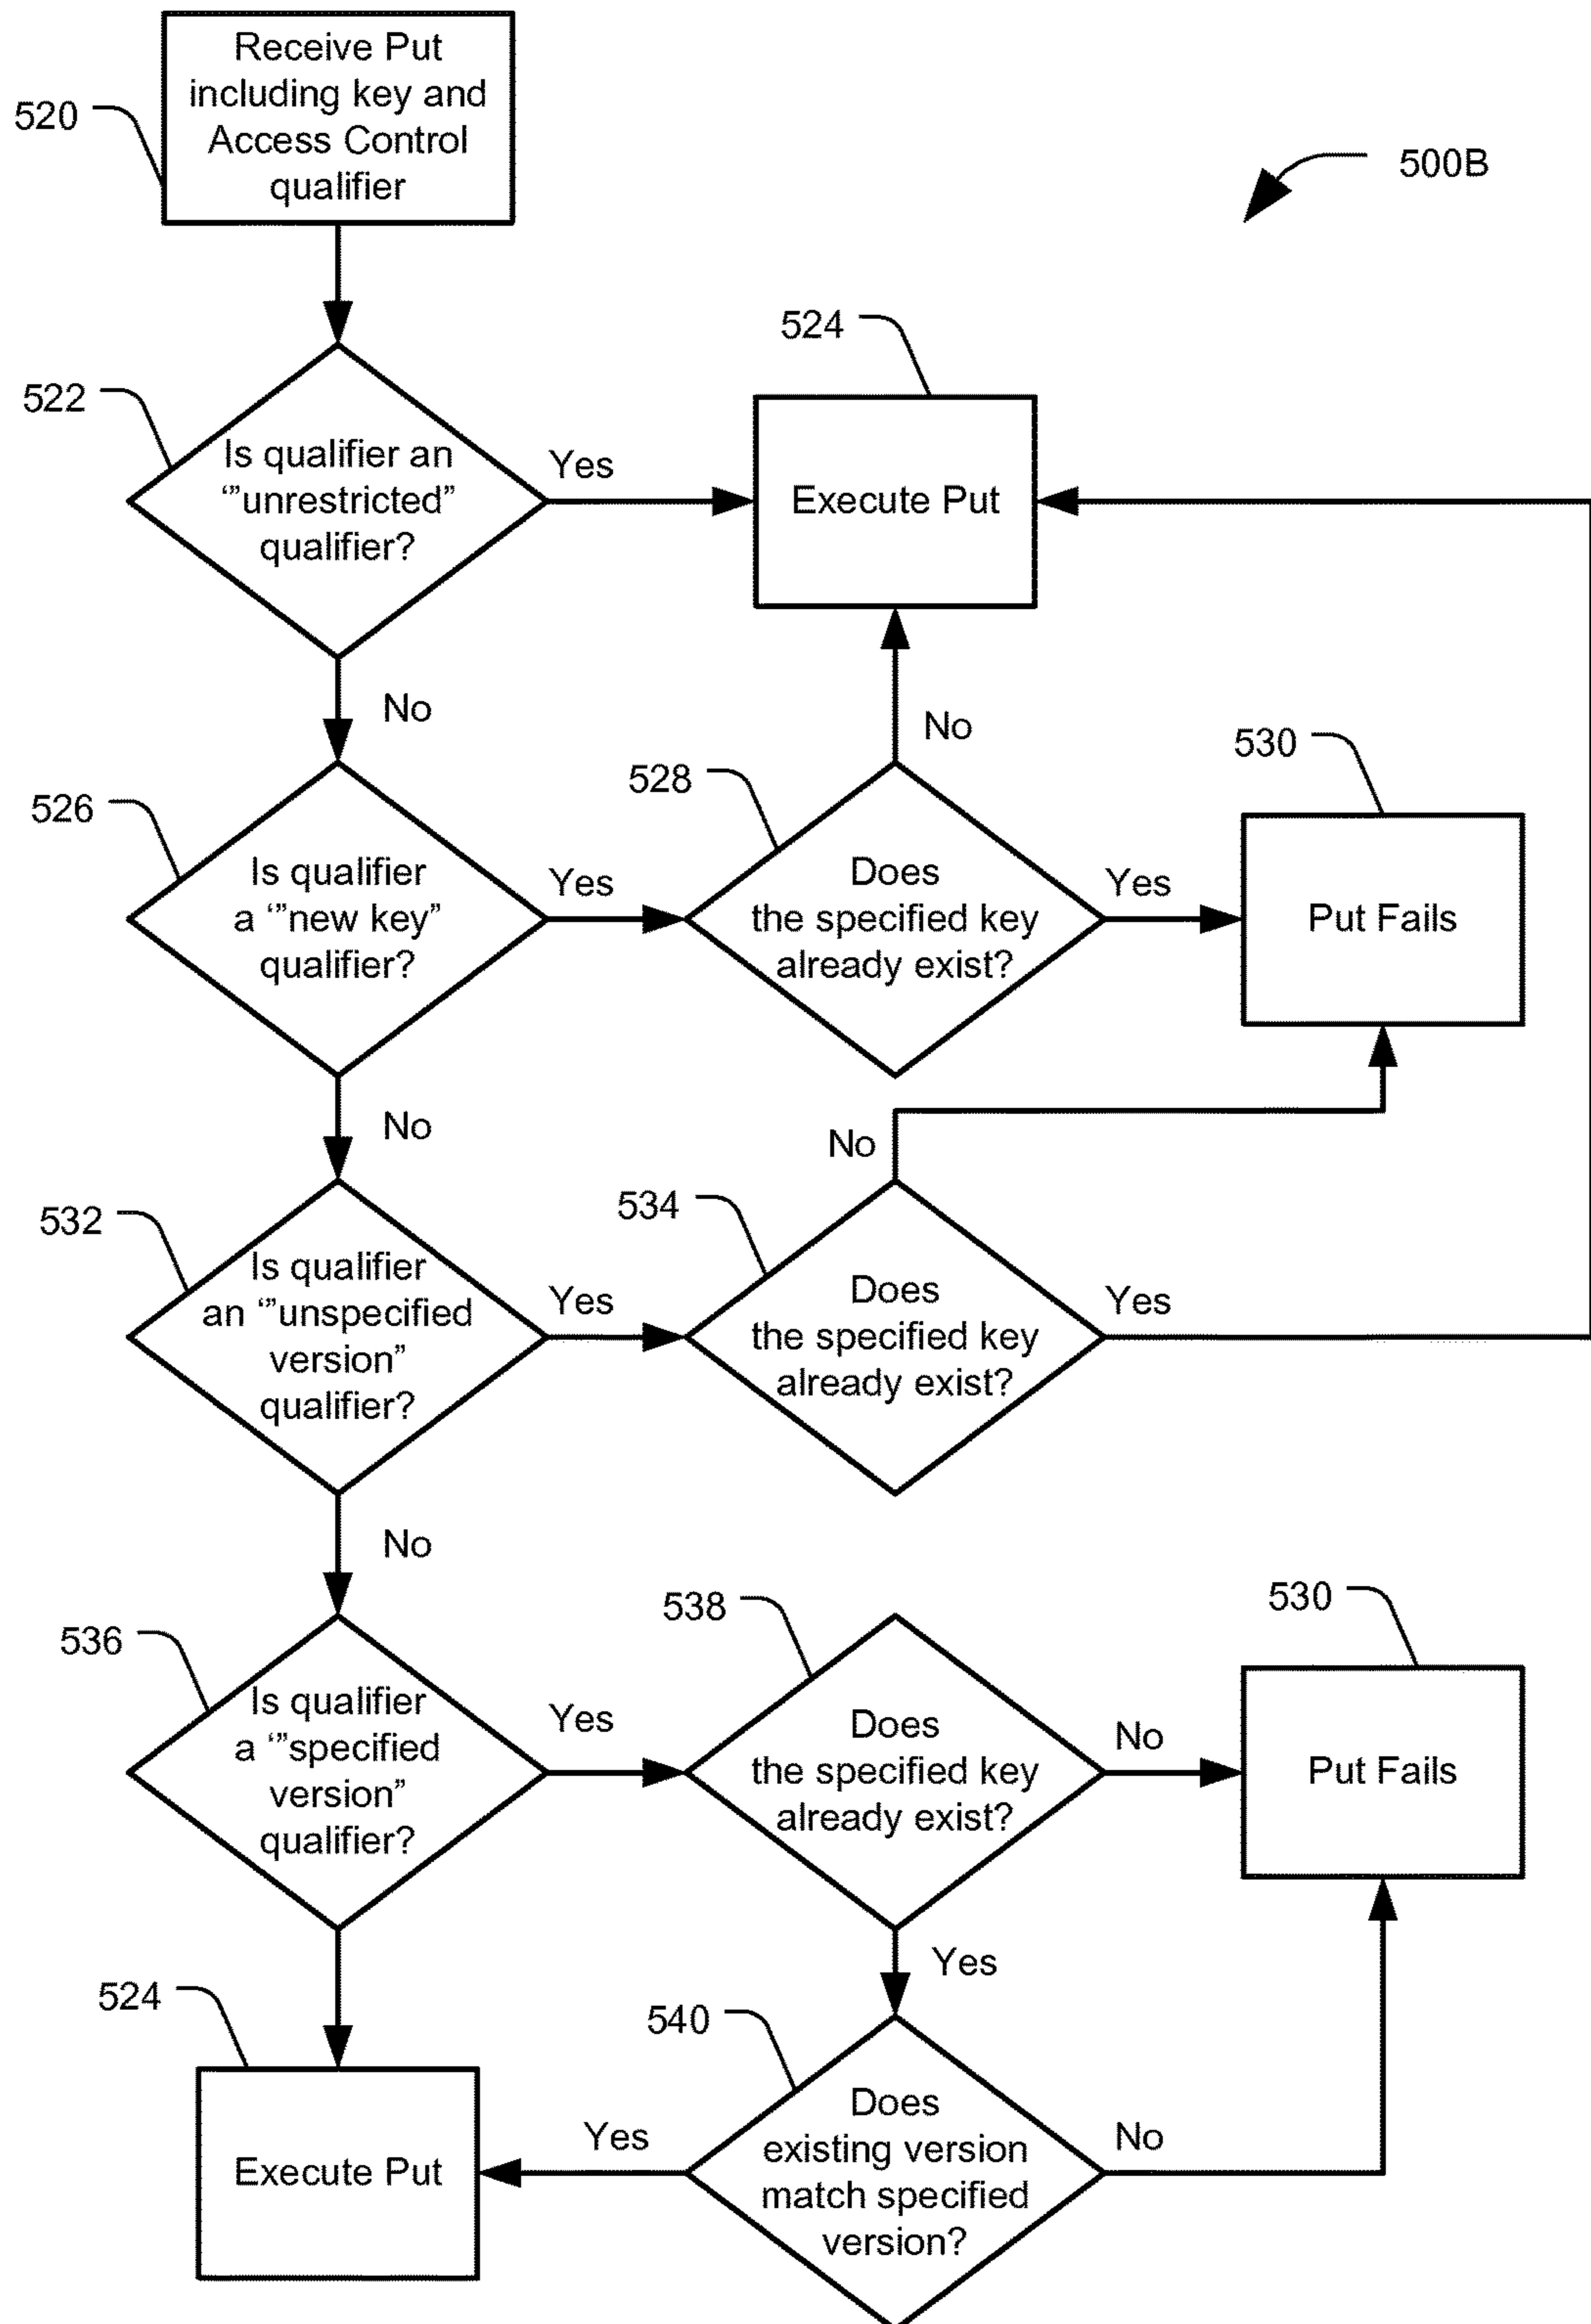 Receive Put
including key and
Access Control
qualifier
520
500B
524
522
Is qualifier an
‘”unrestricted”
qualifier?
Yes
Execute Put
No
No
530
528
526
Is qualifier
a ‘”new key”
qualifier?
Yes
Does
the specified key
already exist?
Yes
Put Fails
No
No
534
532
Is qualifier
an ‘”unspecified
version”
qualifier?
Yes
Does
the specified key
already exist?
Yes
No
538
530
536
Is qualifier
a ‘”specified
version”
qualifier?
Yes
Does
the specified key
already exist?
No
Put Fails
Yes
524
540
Execute Put
Yes
Does
existing version
match specified
version?
No